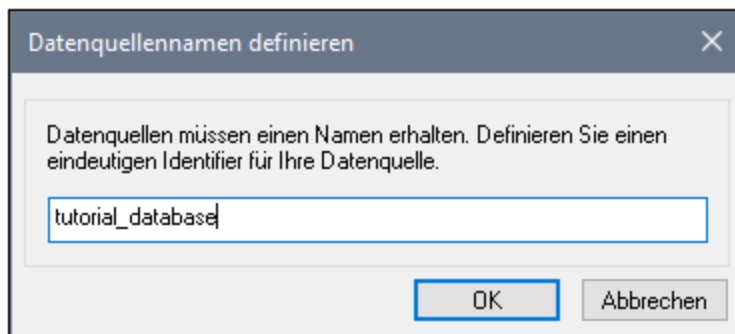 Datenquellennamen definieren
Datenquellen müssen einen Namen erhalten. Definieren Sie einen
eindeutigen Identifier für Ihre Datenquelle.
tutorial_database
OK
Abbrechen